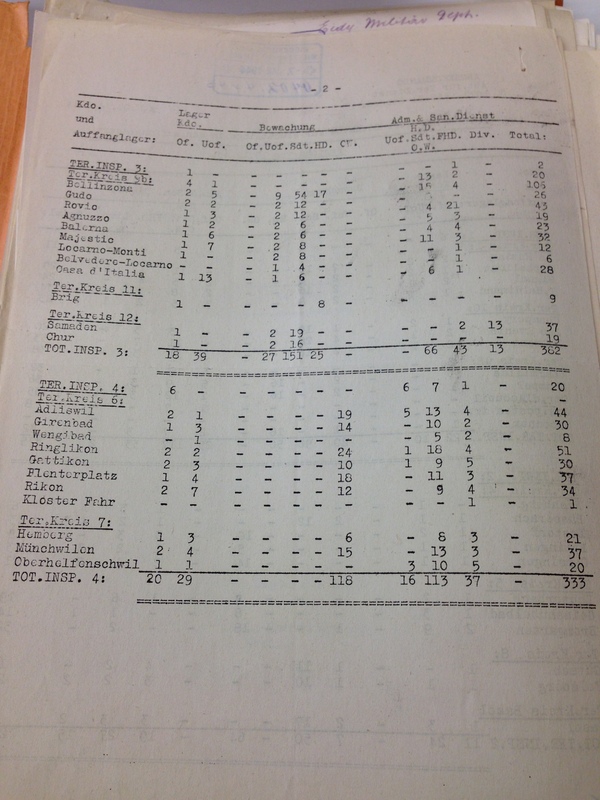 Militär Deph.
- 2 -
Kdo. Lager Adm.& San.Dienst
und Kdo. Bewachung H.D.
Auffanglager: Of. Uof. Of.Uof.Sdt.HD. Uof.Sdt.FHD. Div. Total:
O.W.
TER.INSP. 3: 1 - - - - - - - - 1 - 2
Ter.Kreis 9b: 4 1 - - - - - - 13 2 - 20
Bellinzona 2 5 - 9 54 17 - - 4 - 106
Gudo 2 2 - 2 12 - - - - - 26
Rovio 1 3 - 2 12 - - - 4 21 - 43
Agnuzzo 1 2 - 2 6 - - - 5 3 - 19
Balerna 1 6 - 2 6 - - - 4 4 - 23
Majestic 1 7 - 2 8 - - - 11 3 - 32
Locarno-Monti 1 - - 2 8 - - - - 1 - 12
Belvedere-Locarno - - - 1 4 - - - - 1 - 6
Casa d'Italia 1 13 - 1 6 - - - 6 1 - 28
Ter.Kreis 11:
Brig 1 - - - - 8 - - - - - 9
Ter.Kreis 12:
Samaden 1 - - 2 19 - - - - 2 13 37
Chur 1 - - 2 16 - - - - - - 19
TOT.INSP. 3: 18 39 - 27 151 25 - - 66 43 13 382
TER.INSP. 4: 6 - - - - - - 6 7 1 - 20
Ter.Kreis 6: -
Adliswil 2 1 - - - - 19 5 13 4 - 44
Girenbad 1 3 - - - - 14 - 10 2 - 30
Wengibad - 1 - - - - - - 5 2 - 8
Ringlikon 2 2 - - - - 24 1 18 4 - 51
Gattikon 2 3 - - - - 10 1 9 5 - 30
Plenterplatz 1 4 - - - - 18 - 11 3 - 37
Rikon 2 7 - - - - 12 - 9 4 - 34
Kloster Fahr - - - - - - - - - 1 - 1
Ter.Kreis 7:
Hemberg 1 3 - - - - 6 - 8 3 - 21
Münchwilen 2 4 - - - - 15 - 13 3 - 37
Oberhelfenschwil 1 1 - - - - - 3 10 5 - 20
TOT.INSP. 4: 20 29 - - - - 118 16 113 37 - 333